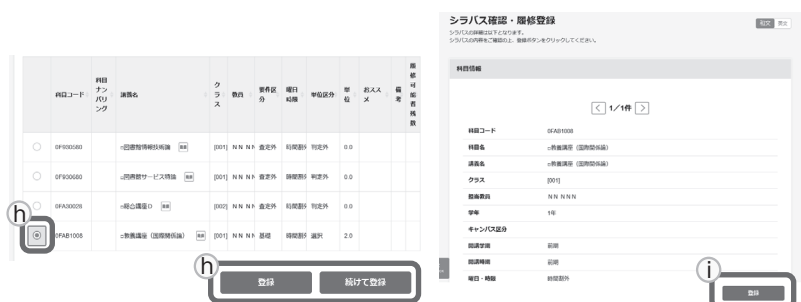 科目コード 科目ナンバリング 講義名 クラス 教員 要件区分 曜日時限 単位区分 単位 おススメ 備考 履修可能者残数
0F930580 □図書館情報技術論 [001] N N N N 査定外 時間割外 判定外 0.0
0F930680 □図書館サービス特論 [001] N N N N 査定外 時間割外 判定外 0.0
0FA30028 □総合講座D [002] N N N N 査定外 時間割外 判定外 0.0
h
0FAB1008 □教養講座（国際関係論） [001] N N N N 基礎 時間割外 選択 2.0
h
登録 続けて登録
シラバス確認・履修登録
和文 英文
シラバスの詳細は以下となります。
シラバスの内容をご確認の上、登録ボタンをクリックしてください。
科目情報
< 1／1件 >
科目コード 0FAB1008
科目名 □教養講座（国際関係論）
講義名 □教養講座（国際関係論）
クラス [001]
担当教員 N N N N N
学年 1年
キャンパス区分
開講学期 前期
開講時期 前期
曜日・時限 時間割外
i
登録